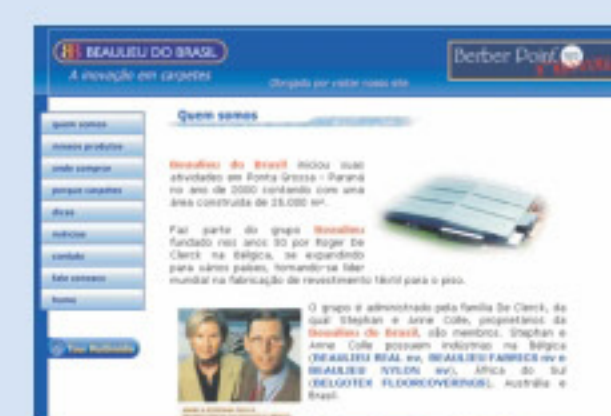 BEAULIEU DO BRASIL
A inovação em carpetes
Obrigado por visitar nosso site
Berber Point
Quem somos
quem somos
nossos produtos
onde comprar
porque carpetes
dicas
notícias
contato
fale conosco
home
Tour Multimídia
Beaulieu do Brasil iniciou suas
atividades em Ponta Grossa - Paraná
no ano de 2000 contando com uma
área construída de 25.000 m².
Faz parte do grupo Beaulieu
fundado nos anos 50 por Roger De
Clerck na Bélgica, se expandindo
para vários países, tornando-se líder
mundial na fabricação de revestimento têxtil para o piso.
O grupo é administrado pela família De Clerck, da
qual Stephan e Anne Colle, proprietários da
Beaulieu do Brasil, são membros. Stephan e
Anne Colle possuem indústrias na Bélgica
(BEAULIEU REAL nv, BEAULIEU FABRICS nv e
BEAULIEU NYLON nv), África do Sul
(BELGOTEX FLOORCOVERINGS), Austrália e
Brasil.